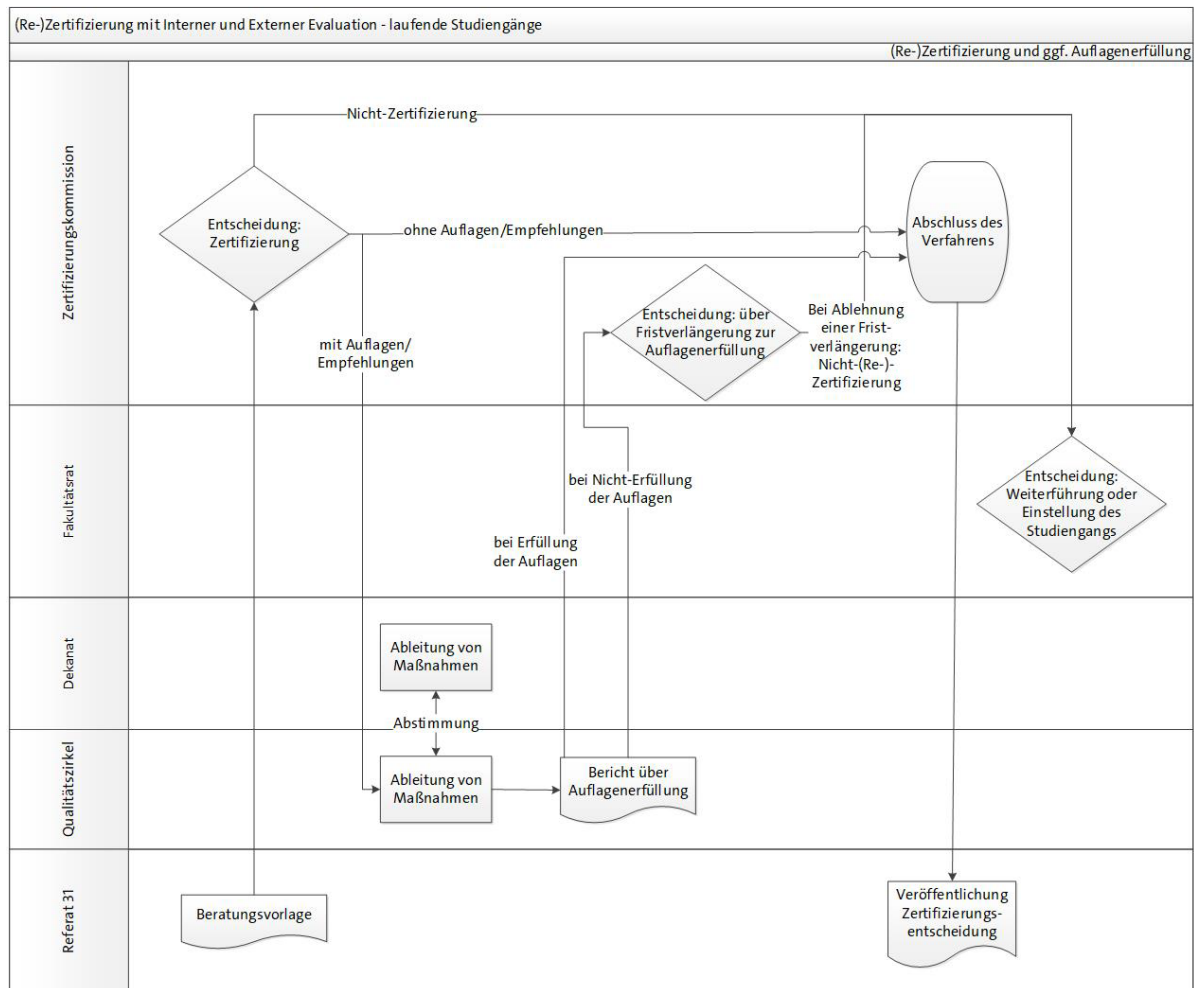 (Re-)Zertifizierung mit Interner und Externer Evaluation - laufende Studiengänge
(Re-)Zertifizierung und ggf. Auflagenerfüllung
Zertifizierungskommission
Nicht-Zertifizierung
Entscheidung:
Zertifizierung
ohne Auflagen/Empfehlungen
Abschluss des
Verfahrens
mit Auflagen/
Empfehlungen
Entscheidung: über
Fristverlängerung zur
Auflagenerfüllung
Bei Ablehnung
einer Frist-
verlängerung:
Nicht-(Re-)-
Zertifizierung
Fakultätsrat
bei Nicht-Erfüllung
der Auflagen
bei Erfüllung
der Auflagen
Entscheidung:
Weiterführung oder
Einstellung des
Studiengangs
Dekanat
Ableitung von
Maßnahmen
Abstimmung
Qualitätszirkel
Ableitung von
Maßnahmen
Bericht über
Auflagenerfüllung
Referat 31
Beratungsvorlage
Veröffentlichung
Zertifizierungs-
entscheidung